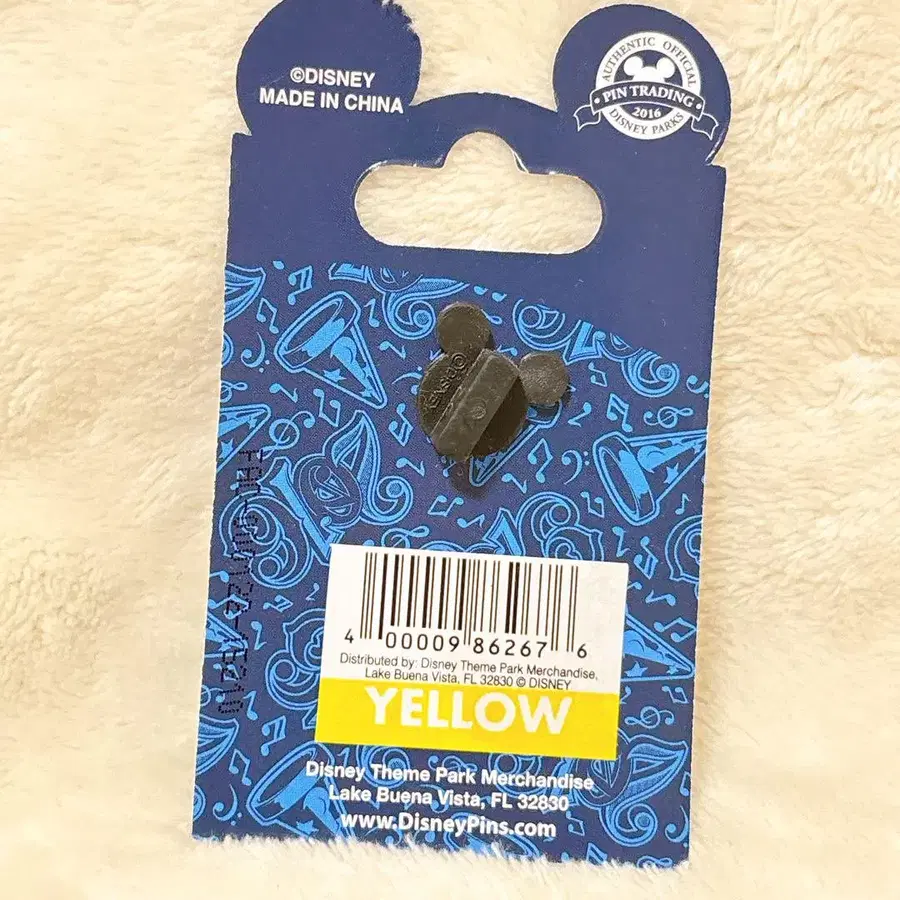 ©DISNEY
MADE IN CHINA
AUTHENTIC OFFICIAL
PIN TRADING
2016
DISNEY PARKS
4 00009 86267 6
Distributed by: Disney Theme Park Merchandise,
Lake Buena Vista, FL 32830 © DISNEY
YELLOW
Disney Theme Park Merchandise
Lake Buena Vista, FL 32830
www.DisneyPins.com